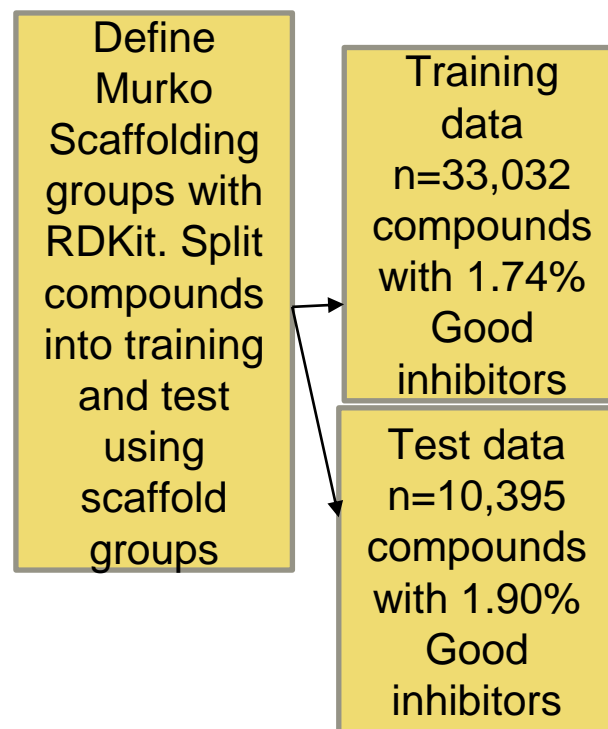 Define
Murko
Scaffolding
groups with
RDKit. Split
compounds
into training
and test
using
scaffold
groups
Training
data
n=33,032
compounds
with 1.74%
Good
inhibitors
Test data
n=10,395
compounds
with 1.90%
Good
inhibitors